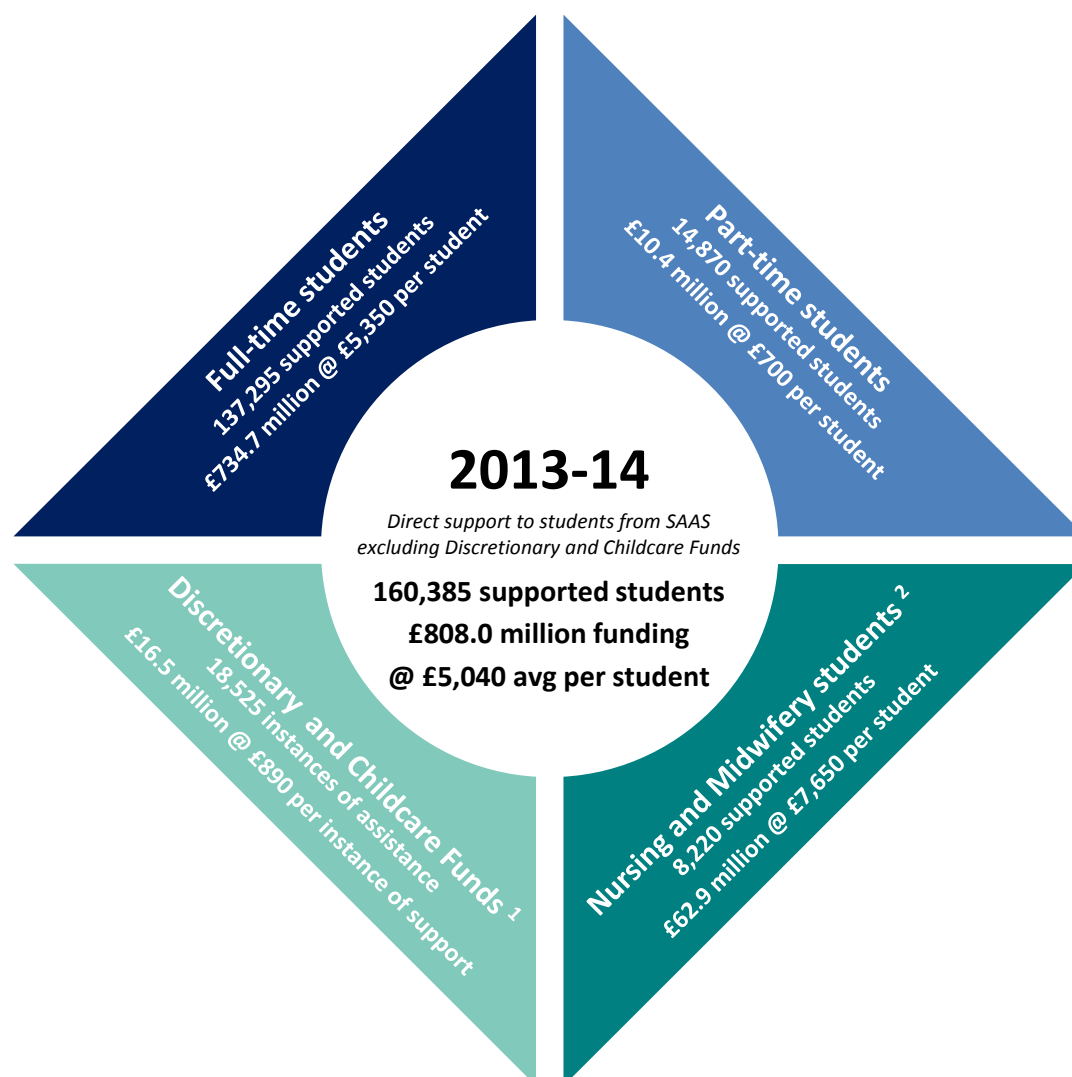 Full-time students
137,295 supported students
£734.7 million @ £5,350 per student
Part-time students
14,870 supported students
£10.4 million @ £700 per student
2013-14
Direct support to students from SAAS
excluding Discretionary and Childcare Funds
160,385 supported students
£808.0 million funding
@ £5,040 avg per student
Discretionary and Childcare Funds 1
18,525 instances of assistance
£16.5 million @ £890 per instance of support
Nursing and Midwifery students 2
8,220 supported students
£62.9 million @ £7,650 per student